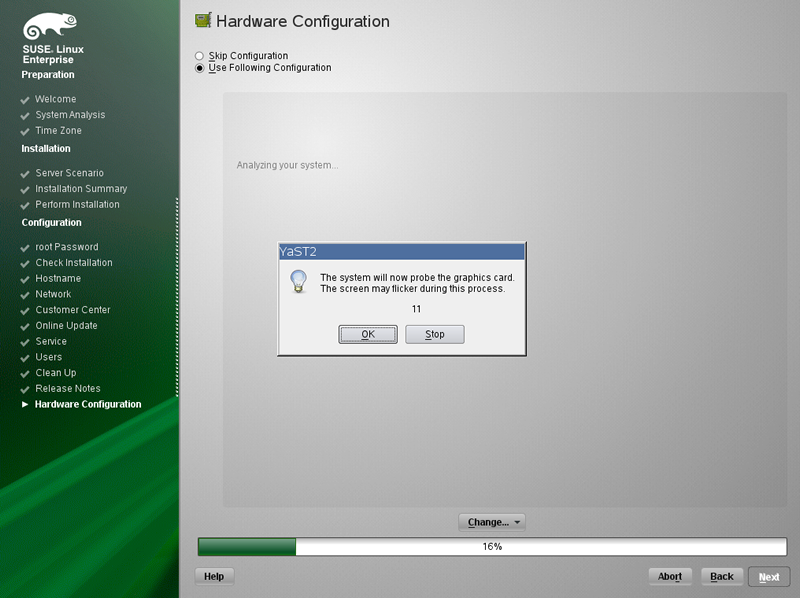 SUSE. Linux
Enterprise
Preparation
Welcome
System Analysis
Time Zone
Installation
Server Scenario
Installation Summary
Perform Installation
Configuration
root Password
Check Installation
Hostname
Network
Customer Center
Online Update
Service
Users
Clean Up
Release Notes
Hardware Configuration
Hardware Configuration
Skip Configuration
Use Following Configuration
Analyzing your system...
YaST2
The system will now probe the graphics card.
The screen may flicker during this process.
11
OK Stop
Change...
16%
Help Abort Back Next